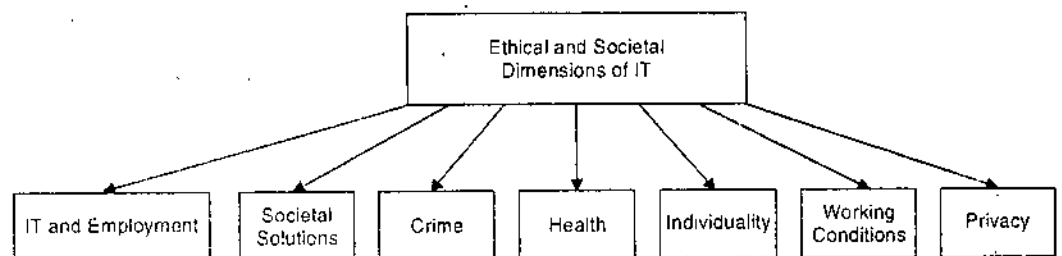 Ethical and Societal
Dimensions of IT
IT and Employment
Societal
Solutions
Crime
Health
Individuality
Working
Conditions
Privacy